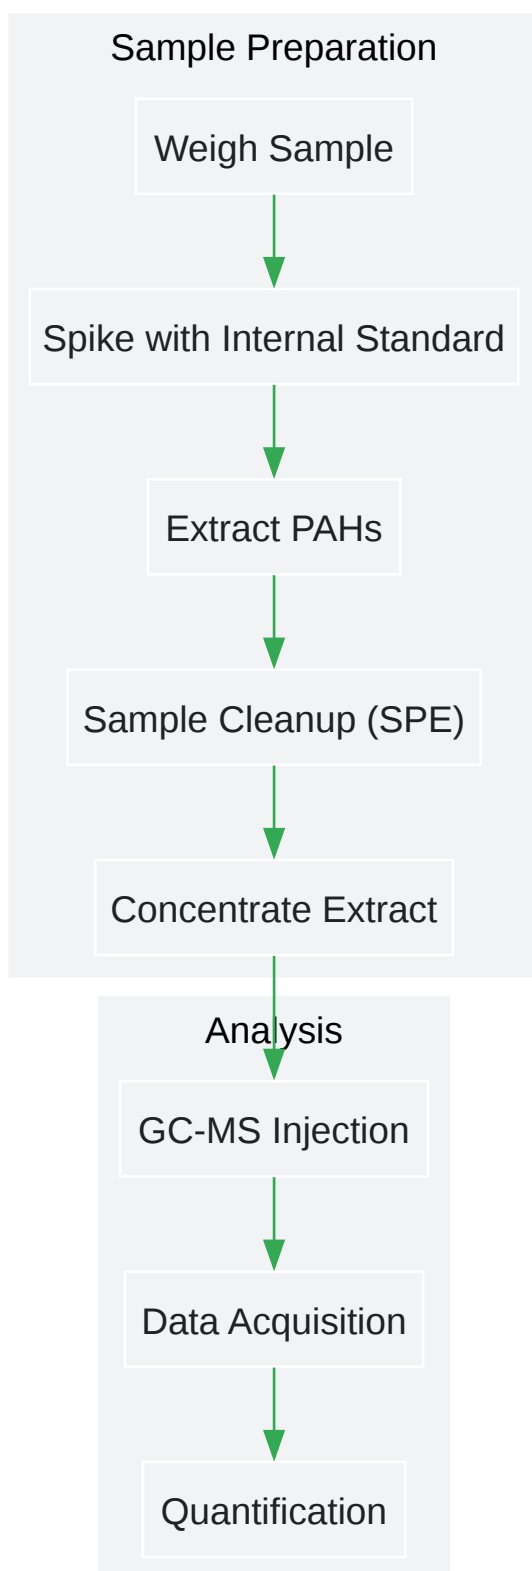 Sample Preparation
Weigh Sample
Spike with Internal Standard
Extract PAHs
Sample Cleanup (SPE)
Concentrate Extract
Analysis
GC-MS Injection
Data Acquisition
Quantification